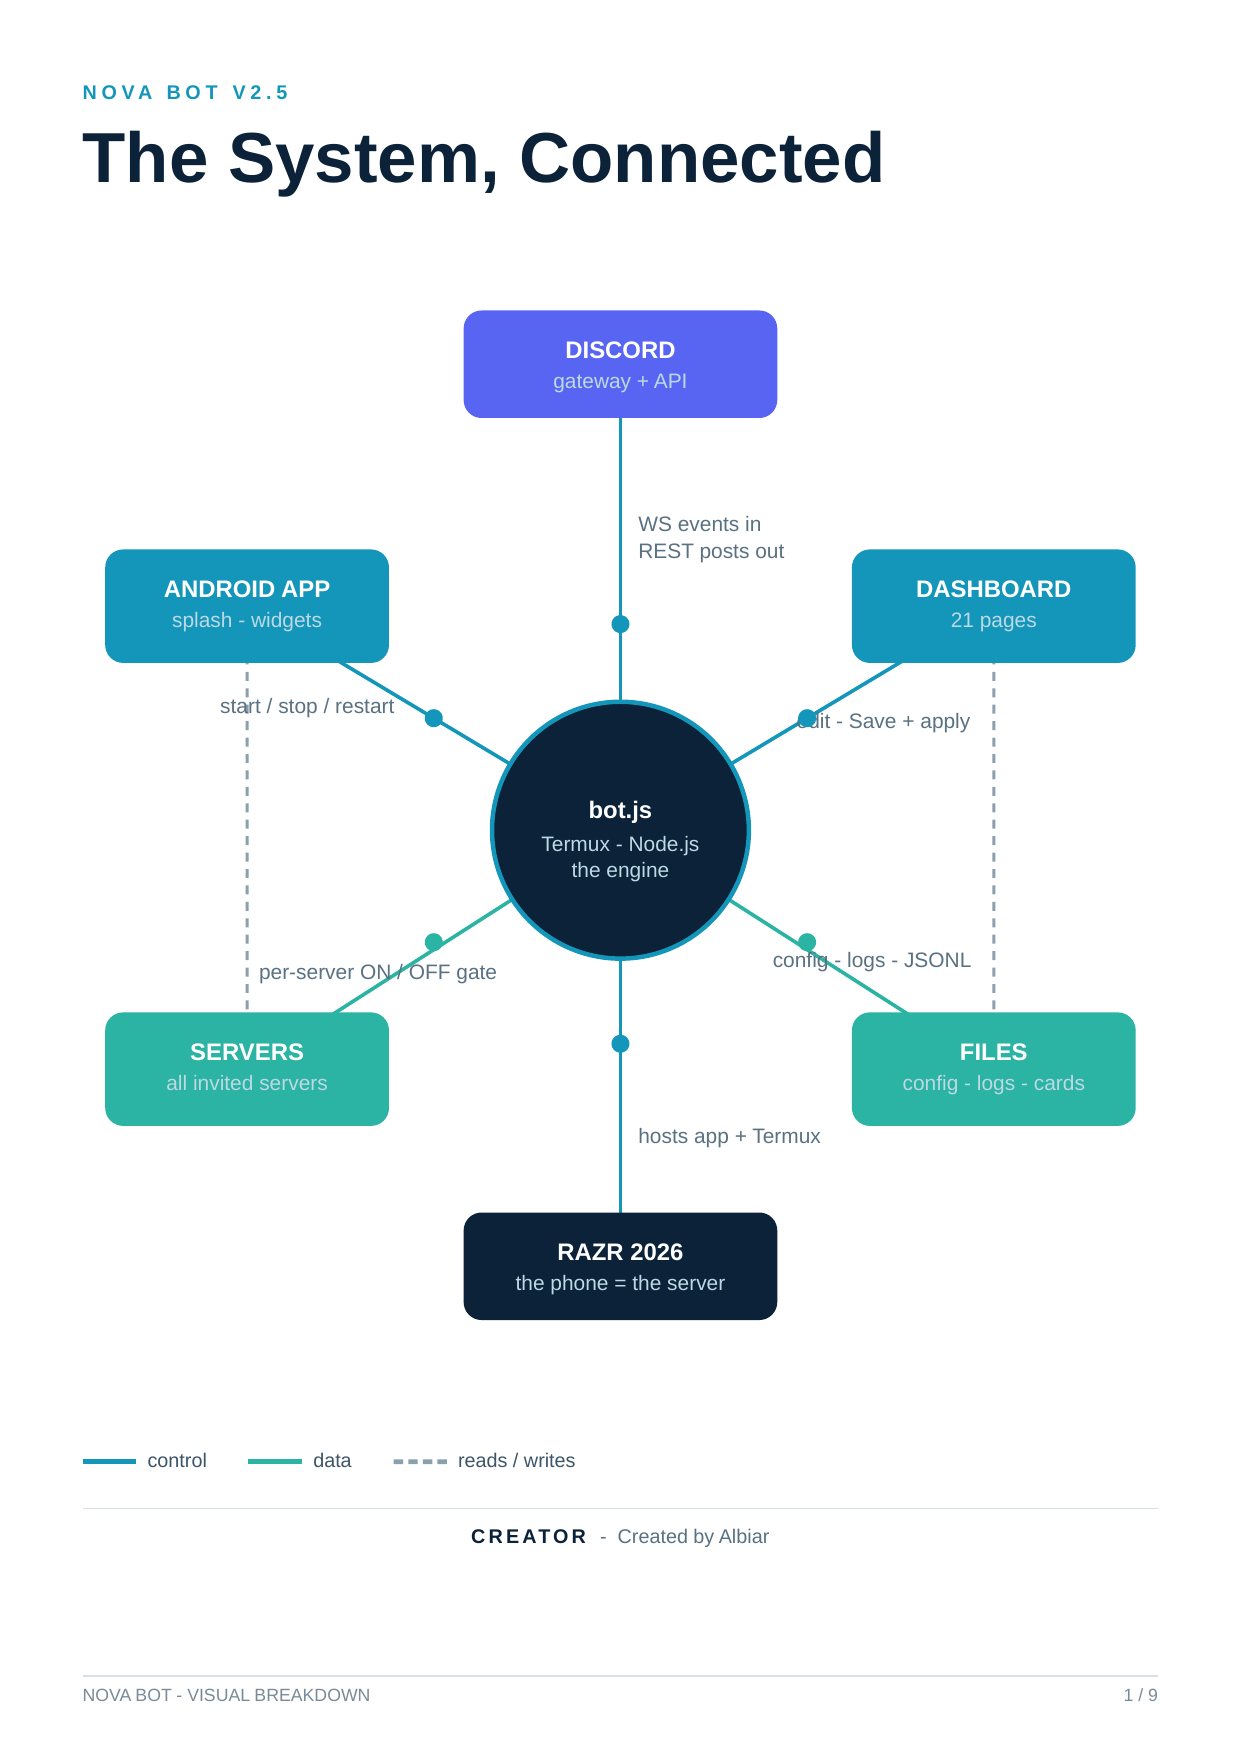 NOVA BOT V2.5
The System, Connected
DISCORD
gateway + API
WS events in
REST posts out
ANDROID APP
splash - widgets
DASHBOARD
21 pages
start / stop / restart
edit - Save + apply
bot.js
Termux - Node.js
the engine
per-server ON / OFF gate
config - logs - JSONL
SERVERS
all invited servers
FILES
config - logs - cards
hosts app + Termux
RAZR 2026
the phone = the server
control
data
reads / writes
CREATOR - Created by Albiar
NOVA BOT - VISUAL BREAKDOWN
1 / 9